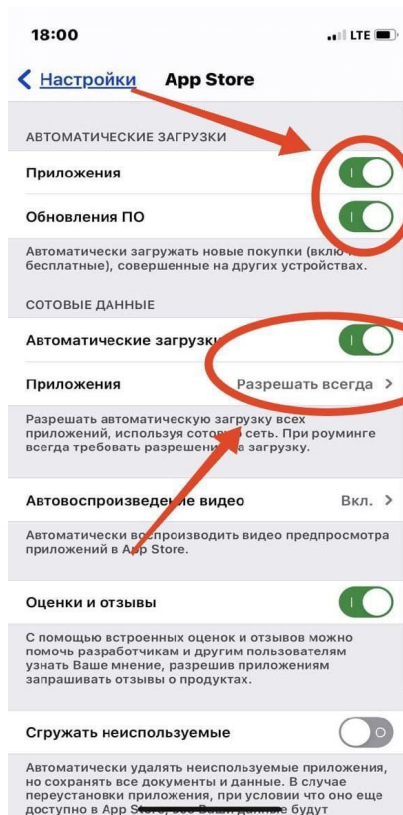 18:00
LTE
Настройки App Store
АВТОМАТИЧЕСКИЕ ЗАГРУЗКИ
Приложения
Обновления ПО
Автоматически загружать новые покупки
бесплатные), совершенные на других устройствах.
СОТОВЫЕ ДАННЫЕ
Автоматические загрузки
Приложения Разрешать всегда
Разрешать автоматическую загрузку всех
приложений, используя сотовую сеть. При роуминге
всегда требовать загрузку.
Автовоспроизведение видео Вкл.
Автоматически воспроизводить видео предпросмотра
приложений в App Store.
Оценки и отзывы
С помощью встроенных оценок и отзывов можно
помочь разработчикам и другим пользователям
узнать Ваше мнение, разрешив приложениям
запрашивать отзывы о продуктах.
Сгружать неиспользуемые
Автоматически удалять неиспользуемые приложения,
но сохранять все документы и данные. В случае
переустановки приложения, при условии что оно еще
доступно в App будут